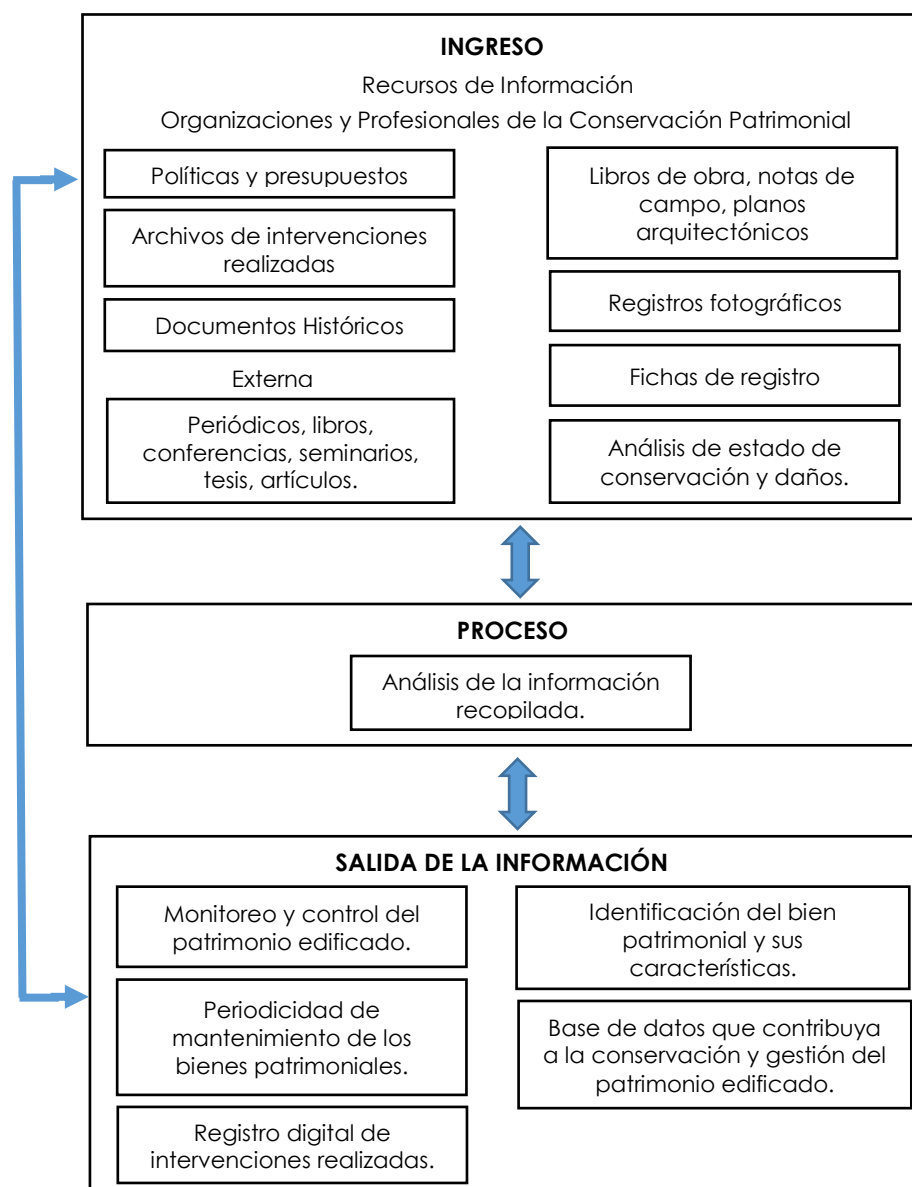 INGRESO
Recursos de Información
Organizaciones y Profesionales de la Conservación Patrimonial
Políticas y presupuestos
Archivos de intervenciones
realizadas
Documentos Históricos
Externa
Periódicos, libros,
conferencias, seminarios,
tesis, artículos.
Libros de obra, notas de
campo, planos
arquitectónicos
Registros fotográficos
Fichas de registro
Análisis de estado de
conservación y daños.
PROCESO
Análisis de la información
recopilada.
SALIDA DE LA INFORMACIÓN
Monitoreo y control del
patrimonio edificado.
Periodicidad de
mantenimiento de los
bienes patrimoniales.
Registro digital de
intervenciones realizadas.
Identificación del bien
patrimonial y sus
características.
Base de datos que contribuya
a la conservación y gestión del
patrimonio edificado.